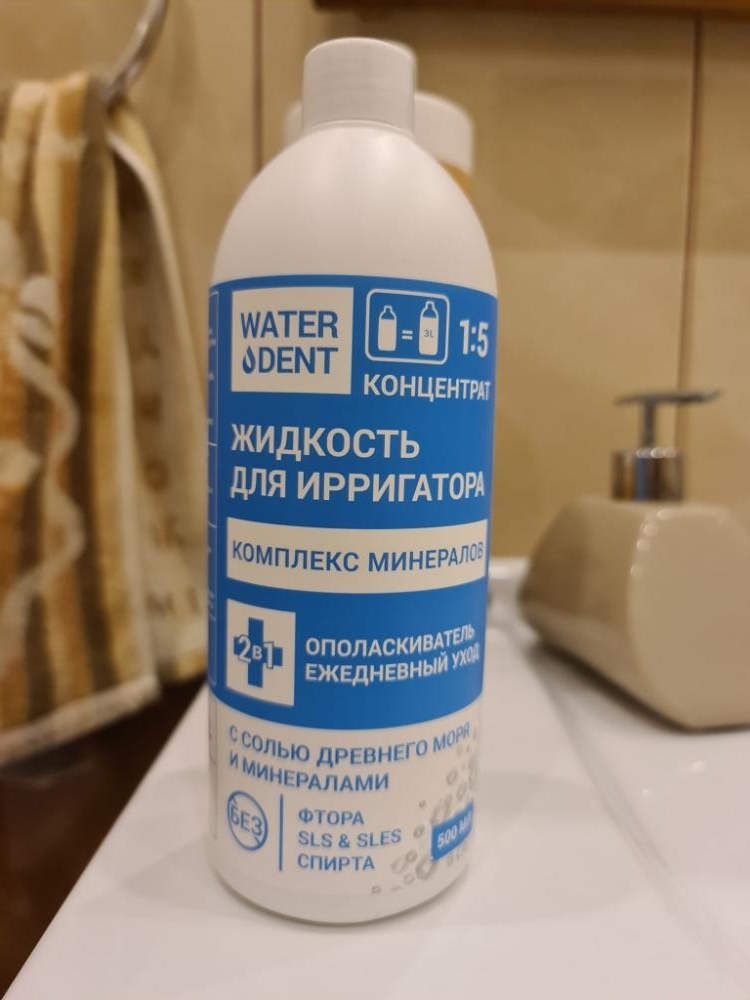 WATER
DENT
=
3L
1:5
КОНЦЕНТРАТ
ЖИДКОСТЬ
ДЛЯ ИРРИГАТОРА
КОМПЛЕКС МИНЕРАЛОВ
2в1
ОПОЛАСКИВАТЕЛЬ
ЕЖЕДНЕВНЫЙ УХОД
С СОЛЬЮ ДРЕВНЕГО МОРЯ
И МИНЕРАЛАМИ
БЕЗ
ФТОРА
SLS & SLES
СПИРТА
500 МЛ